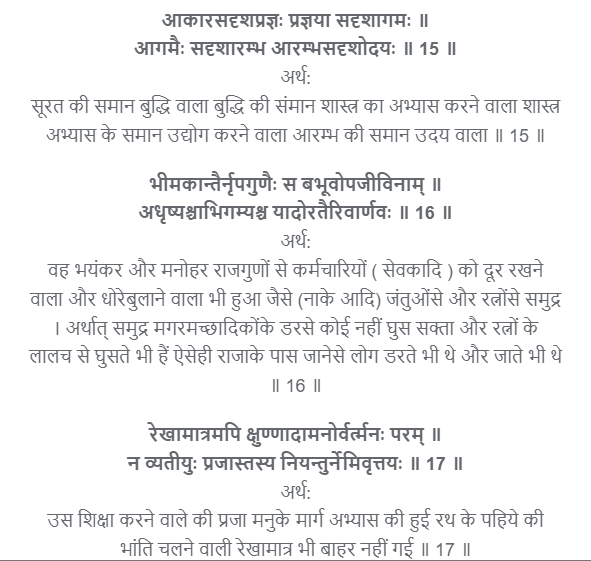 आकारसदृशप्रज्ञः प्रज्ञया सदृशागमः ॥
आगमैः सदृशारम्भ आरम्भसदृशोदयः ॥ 15 ॥
अर्थ:
सूरत की समान बुद्धि वाला बुद्धि की संमान शास्त्र का अभ्यास करने वाला शास्त्र
अभ्यास के समान उद्योग करने वाला आरम्भ की समान उदय वाला ॥ 15 ॥
भीमकान्तैर्नृपगुणैः स बभूवोपजीविनाम् ॥
अधृष्यश्चाभिगम्यश्च यादोरतैरिवार्णवः ॥ 16 ॥
अर्थ:
वह भयंकर और मनोहर राजगुणों से कर्मचारियों ( सेवकादि ) को दूर रखने
वाला और धोरेबुलाने वाला भी हुआ जैसे (नाके आदि) जंतुओंसे और रत्नोंसे समुद्र
। अर्थात् समुद्र मगरमच्छादिकोंके डरसे कोई नहीं घुस सक्ता और रत्नों के
लालच से घुसते भी हैं ऐसेही राजाके पास जानेसे लोग डरते भी थे और जाते भी थे
॥ 16 ॥
रेखामात्रमपि क्षुण्णादामनोर्वर्त्मनः परम् ॥
न व्यतीयुः प्रजास्तस्य नियन्तुर्नेमिवृत्तयः ॥ 17 ॥
अर्थ:
उस शिक्षा करने वाले की प्रजा मनुके मार्ग अभ्यास की हुई रथ के पहिये की
भांति चलने वाली रेखामात्र भी बाहर नहीं गई ॥ 17 ॥